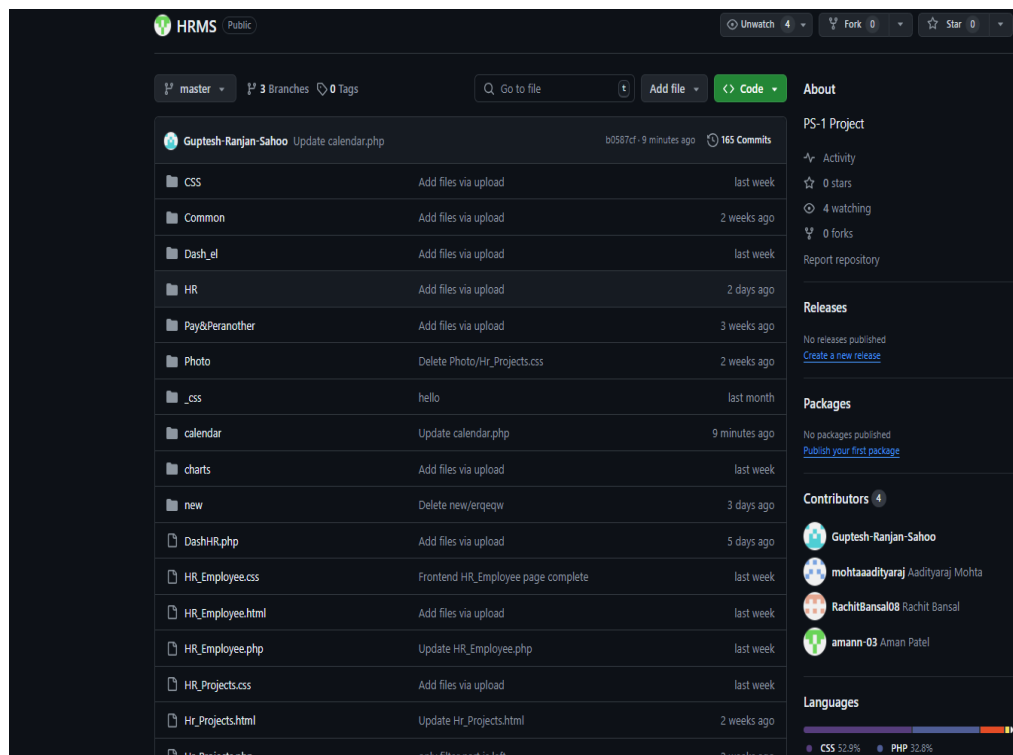 HRMS Public Unwatch 4 Fork 0 Star 0
master 3 Branches 0 Tags Go to file t Add file Code
Guptesh-Ranjan-Sahoo Update calendar.php b0587cf · 9 minutes ago 165 Commits
CSS Add files via upload last week
Common Add files via upload 2 weeks ago
Dash_el Add files via upload last week
HR Add files via upload 2 days ago
Pay&Peranother Add files via upload 3 weeks ago
Photo Delete Photo/Hr_Projects.css 2 weeks ago
_css hello last month
calendar Update calendar.php 9 minutes ago
charts Add files via upload last week
new Delete new/erqeqw 3 days ago
DashHR.php Add files via upload 5 days ago
HR_Employee.css Frontend HR_Employee page complete last week
HR_Employee.html Add files via upload last week
HR_Employee.php Update HR_Employee.php last week
HR_Projects.css Add files via upload last week
Hr_Projects.html Update Hr_Projects.html 2 weeks ago
About
PS-1 Project
Activity
0 stars
4 watching
0 forks
Report repository
Releases
No releases published
Create a new release
Packages
No packages published
Publish your first package
Contributors 4
Guptesh-Ranjan-Sahoo
mohtaaadityaraj Aadityaraj Mohta
RachitBansal08 Rachit Bansal
amann-03 Aman Patel
Languages
CSS 52.9% PHP 32.8%